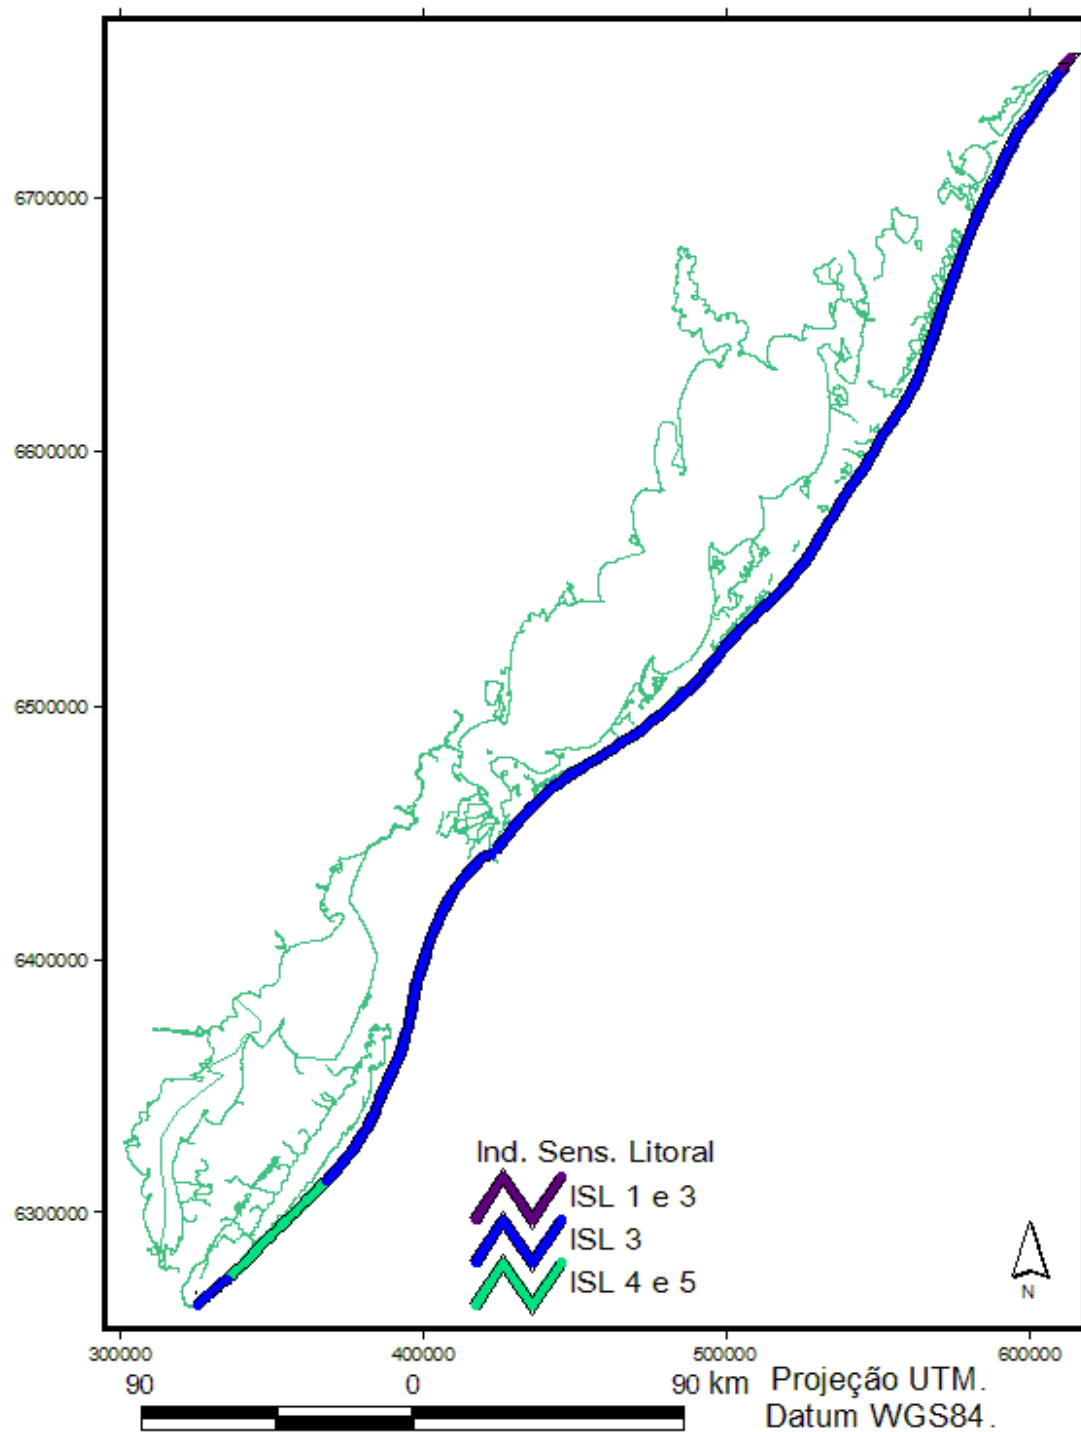 6700000
6600000
6500000
6400000
6300000
Ind. Sens. Litoral
ISL 1 e 3
ISL 3
ISL 4 e 5
N
300000 400000 500000 600000
90 0 90 km
Projeção UTM.
Datum WGS84.